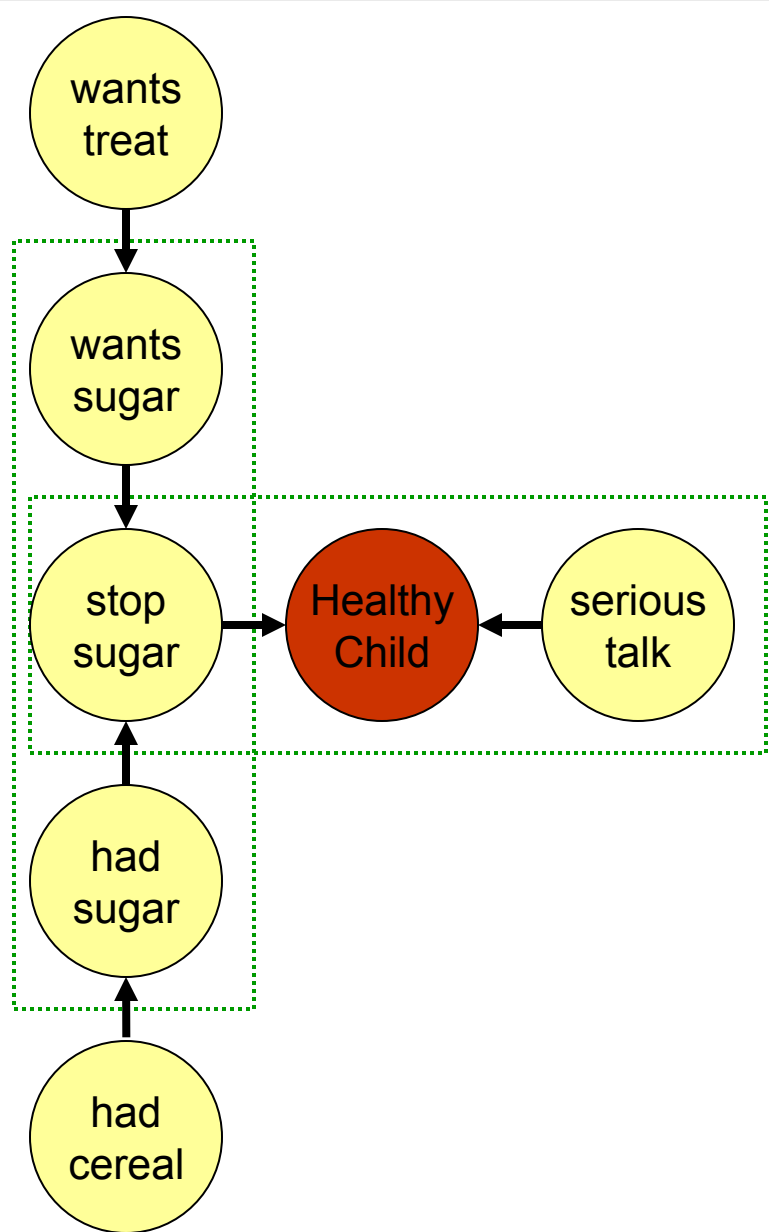 wants
treat
wants
sugar
stop
sugar
Healthy
Child
serious
talk
had
sugar
had
cereal